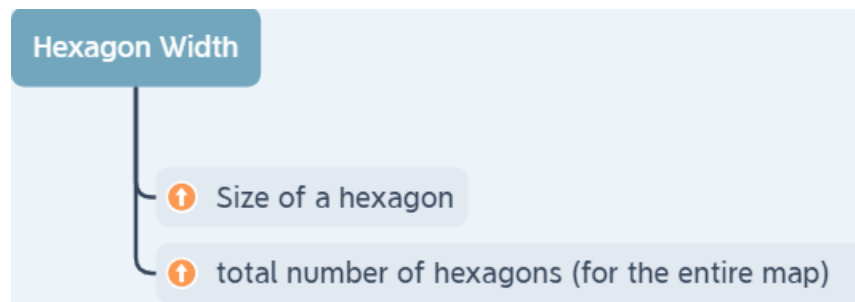 Hexagon Width
Size of a hexagon
total number of hexagons (for the entire map)